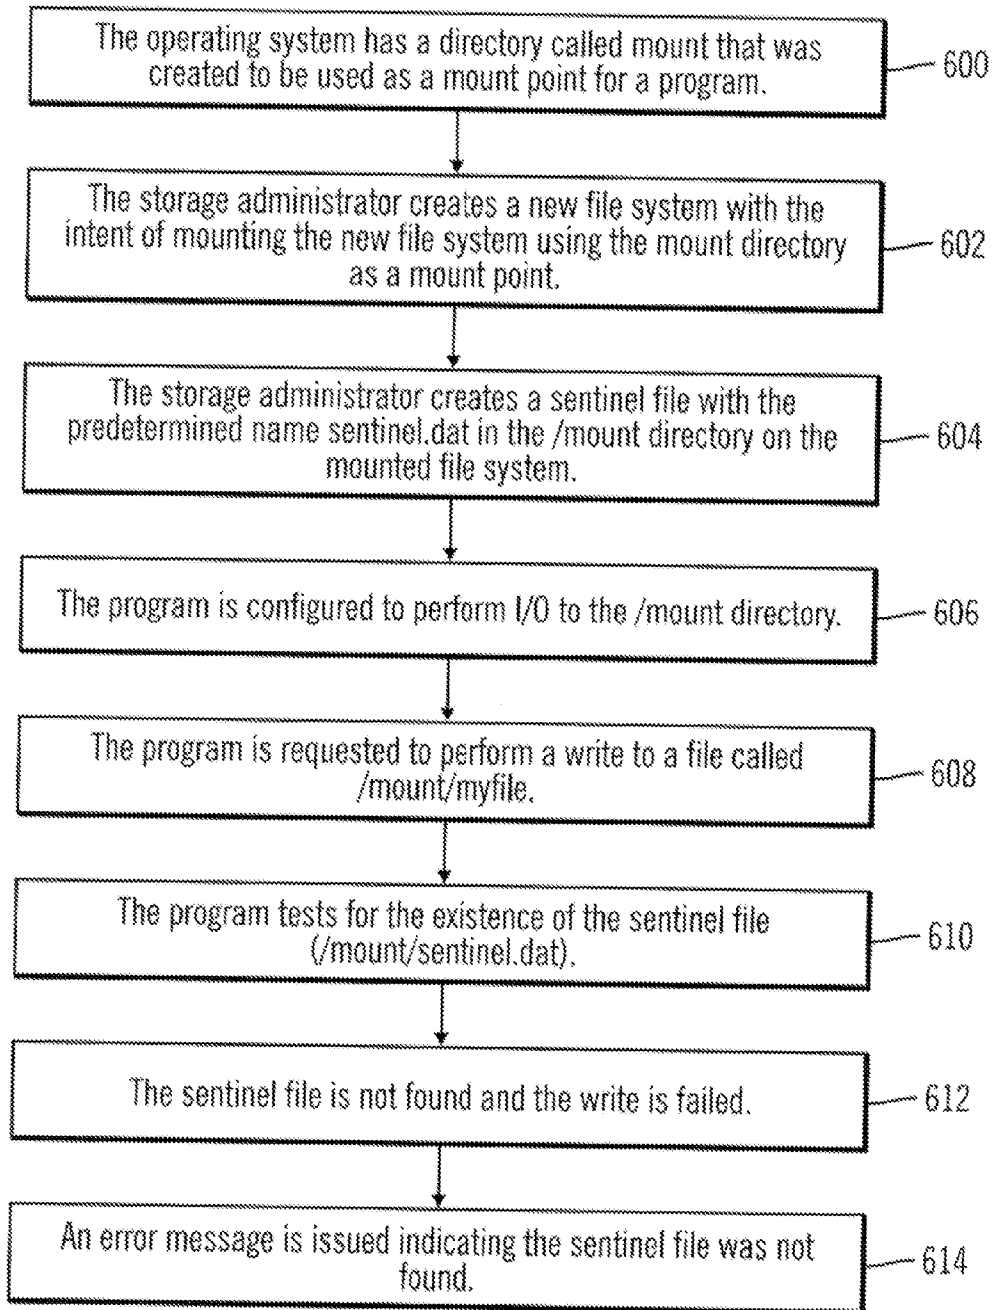 The operating system has a directory called mount that was
created to be used as a mount point for a program.
600
The storage administrator creates a new file system with the
intent of mounting the new file system using the mount directory
as a mount point.
602
The storage administrator creates a sentinel file with the
predetermined name sentinel.dat in the /mount directory on the
mounted file system.
604
The program is configured to perform I/O to the /mount directory.
606
The program is requested to perform a write to a file called
/mount/myfile.
608
The program tests for the existence of the sentinel file
(/mount/sentinel.dat).
610
The sentinel file is not found and the write is failed.
612
An error message is issued indicating the sentinel file was not
found.
614